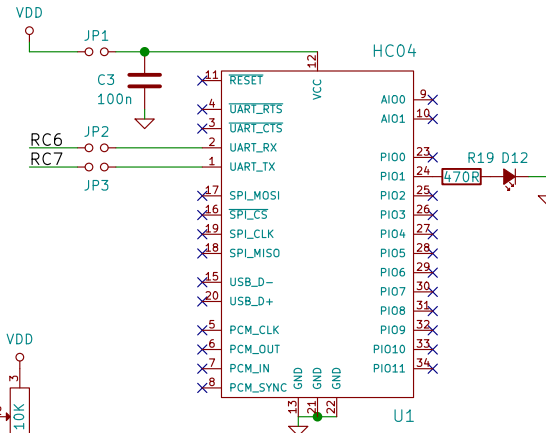 VDD
JP1
HC04
12
VCC
C3
100n
11 RESET
4 UART_RTS
3 UART_CTS
RC6 JP2 2 UART_RX
RC7 1 UART_TX
JP3
17 SPI_MOSI
16 SPI_CS
19 SPI_CLK
18 SPI_MISO
15 USB_D-
20 USB_D+
5 PCM_CLK
6 PCM_OUT
7 PCM_IN
8 PCM_SYNC
AIO0 9
AIO1 10
PIO0 23
PIO1 24 470R R19 D12
PIO2 25
PIO3 26
PIO4 27
PIO5 28
PIO6 29
PIO7 30
PIO8 31
PIO9 32
PIO10 33
PIO11 34
GND GND GND
13 21 22
U1
VDD
3
10K